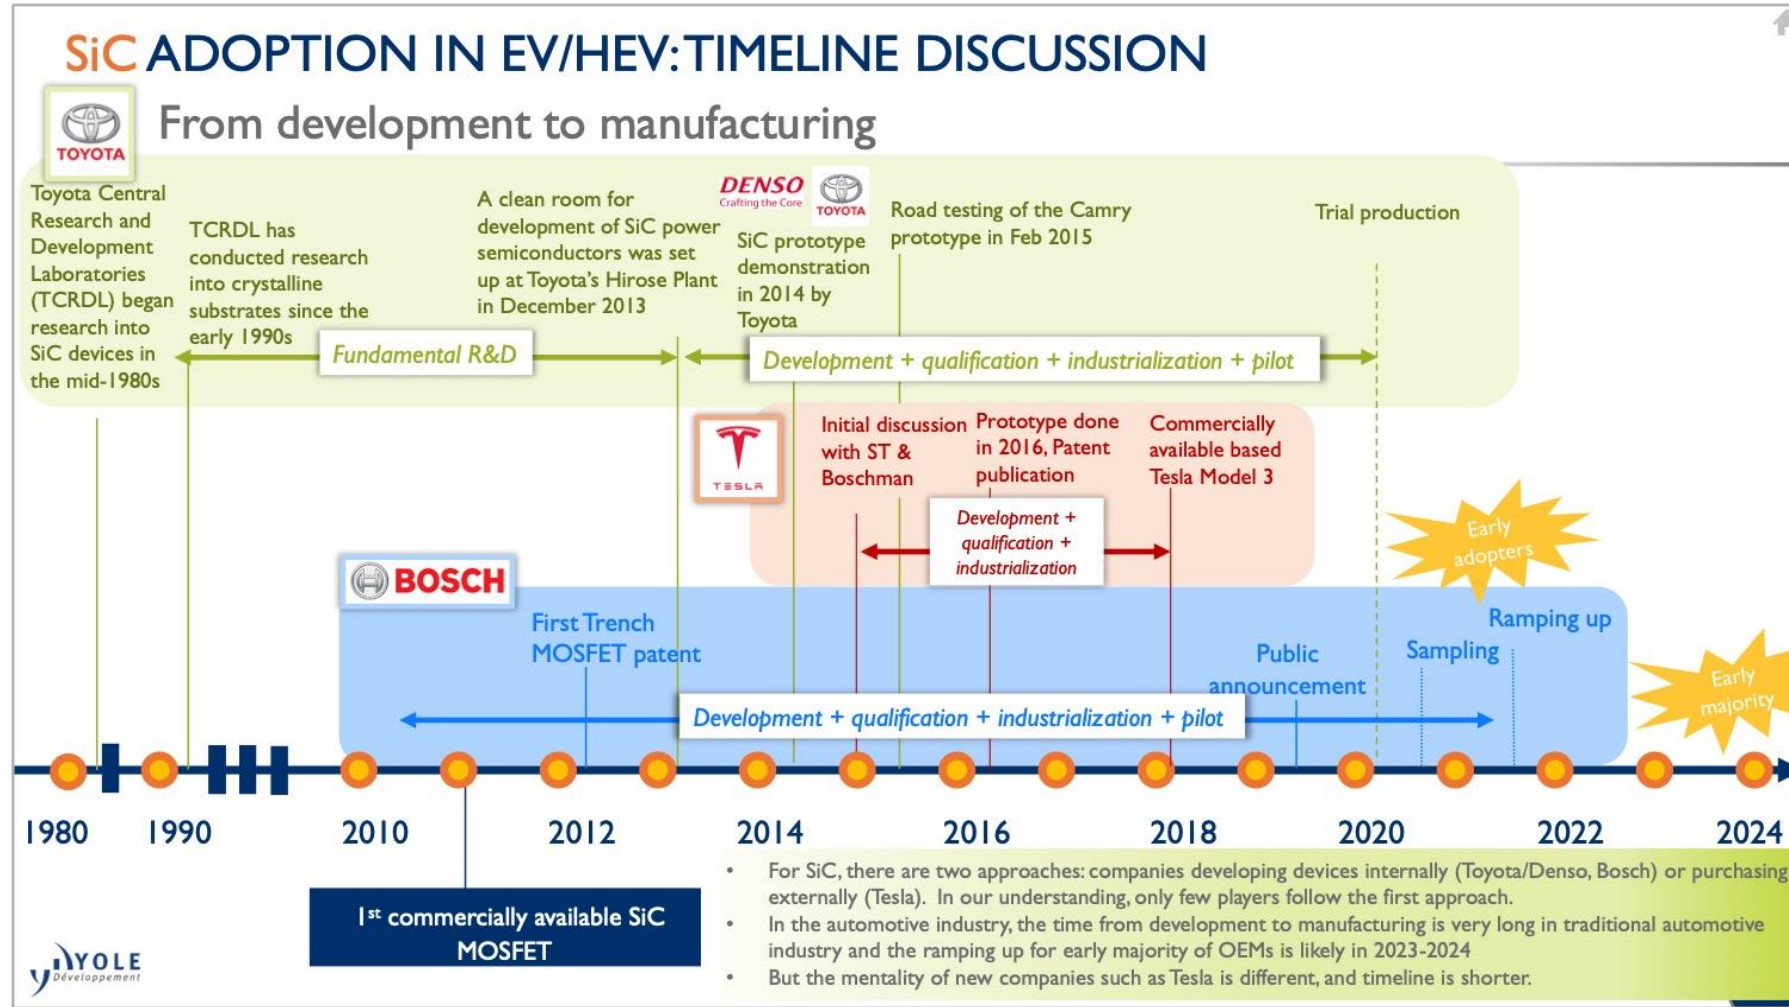 SiC ADOPTION IN EV/HEV: TIMELINE DISCUSSION
From development to manufacturing
TOYOTA
Toyota Central
Research and
Development
Laboratories
(TCRDL) began
research into
SiC devices in
the mid-1980s
TCRDL has
conducted research
into crystalline
substrates since the
early 1990s
A clean room for
development of SiC power
semiconductors was set
up at Toyota's Hirose Plant
in December 2013
DENSO
Crafting the Core
TOYOTA
SiC prototype
demonstration
in 2014 by
Toyota
Road testing of the Camry
prototype in Feb 2015
Trial production
Fundamental R&D
Development + qualification + industrialization + pilot
TESLA
Initial discussion
with ST &
Boschman
Prototype done
in 2016, Patent
publication
Commercially
available based
Tesla Model 3
Development +
qualification +
industrialization
Early
adopters
BOSCH
First Trench
MOSFET patent
Public
announcement
Sampling
Ramping up
Development + qualification + industrialization + pilot
Early
majority
1980 1990 2010 2012 2014 2016 2018 2020 2022 2024
1st commercially available SiC
MOSFET
• For SiC, there are two approaches: companies developing devices internally (Toyota/Denso, Bosch) or purchasing
externally (Tesla). In our understanding, only few players follow the first approach.
• In the automotive industry, the time from development to manufacturing is very long in traditional automotive
industry and the ramping up for early majority of OEMs is likely in 2023-2024
• But the mentality of new companies such as Tesla is different, and timeline is shorter.
YOLE
Développement